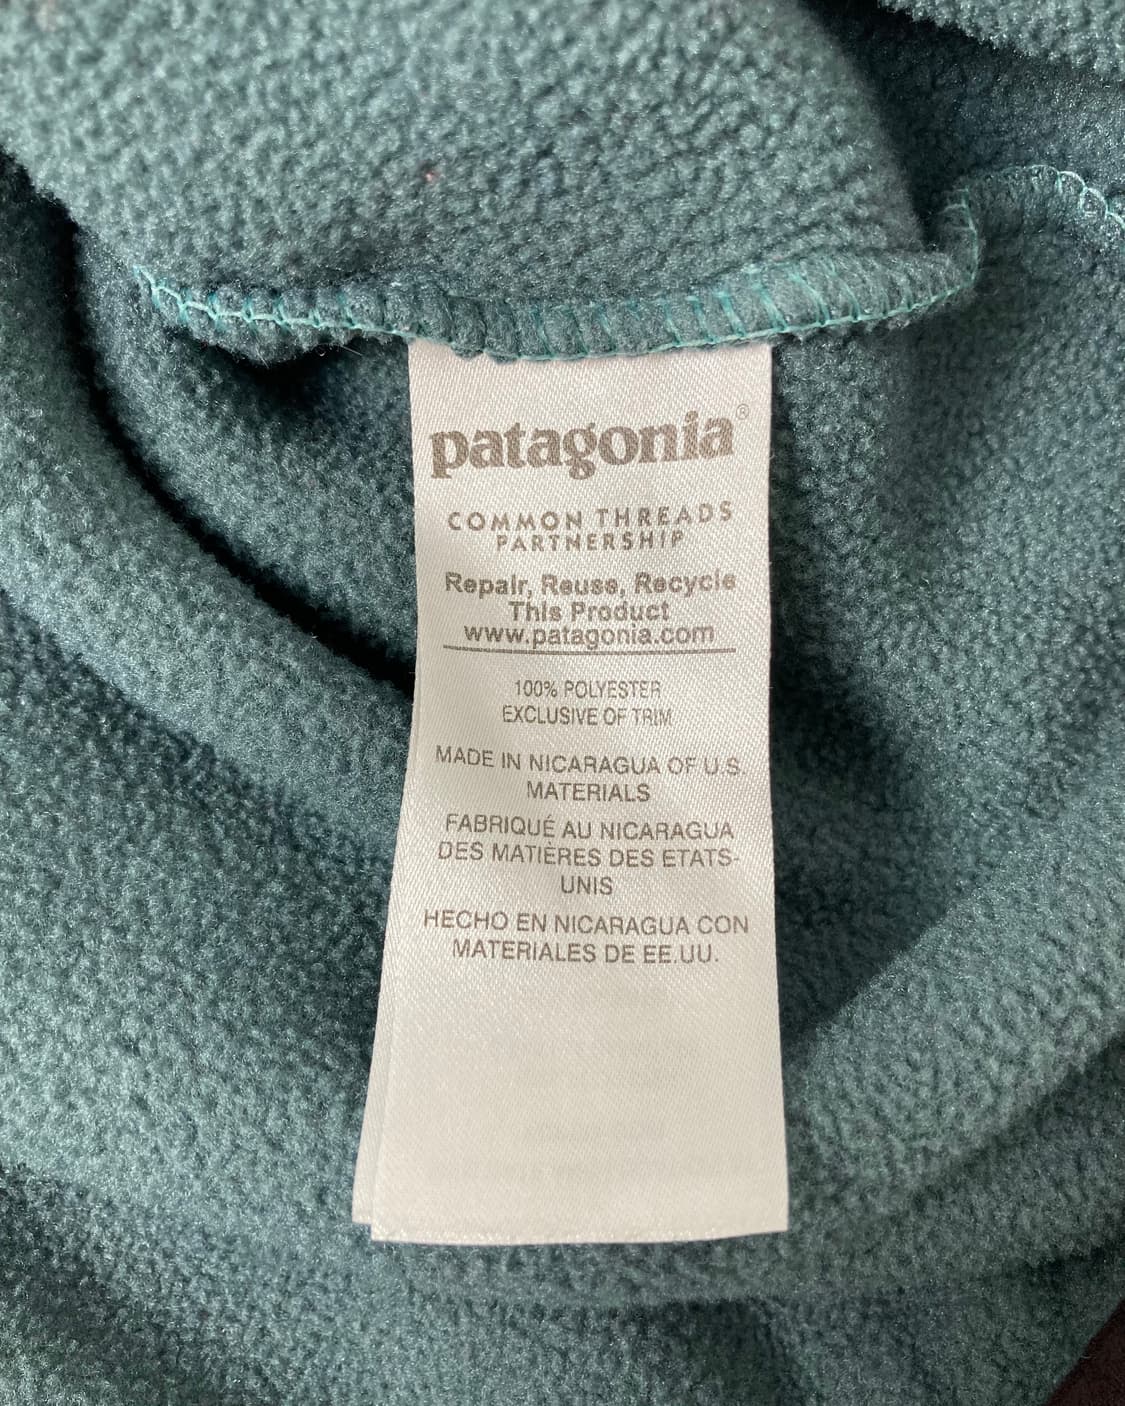 patagonia®
COMMON THREADS
PARTNERSHIP
Repair, Reuse, Recycle
This Product
www.patagonia.com
100% POLYESTER
EXCLUSIVE OF TRIM
MADE IN NICARAGUA OF U.S.
MATERIALS
FABRIQUÉ AU NICARAGUA
DES MATIÈRES DES ETATS-
UNIS
HECHO EN NICARAGUA CON
MATERIALES DE EE.UU.